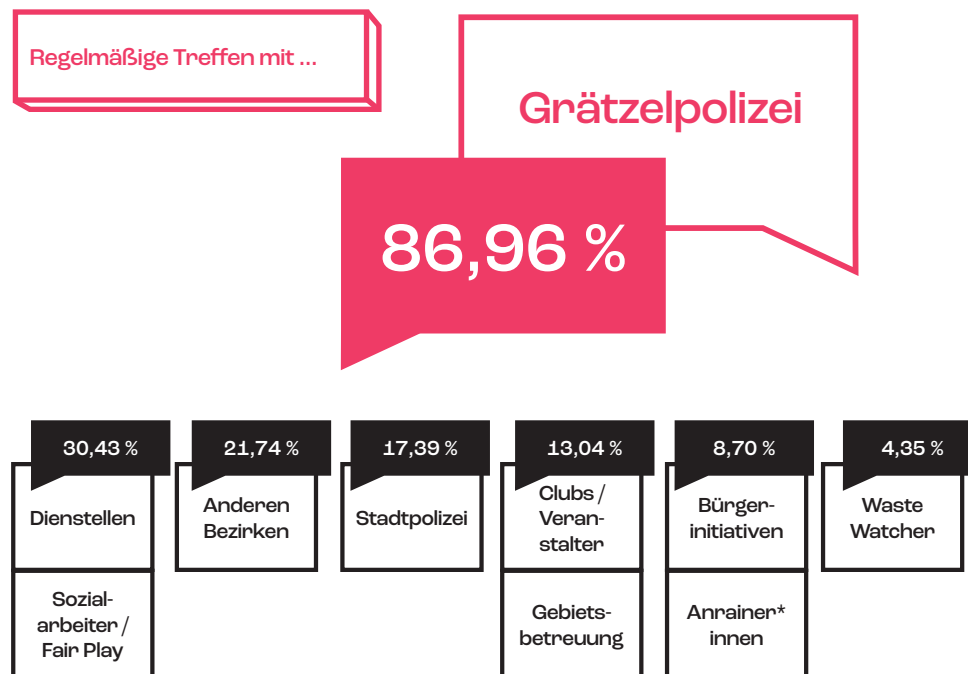 Regelmäßige Treffen mit ...
Grätzelpolizei
86,96 %
30,43 %
Dienstellen
Sozial-
arbeiter /
Fair Play
21,74 %
Anderen
Bezirken
17,39 %
Stadtpolizei
13,04 %
Clubs /
Veran-
stalter
Gebiets-
betreuung
8,70 %
Bürger-
initiativen
Anrainer*
innen
4,35 %
Waste
Watcher